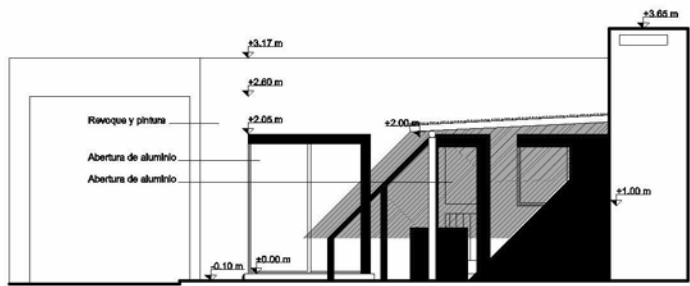 +3.65 m
+3.17 m
+2.60 m
Revoque y pintura
+2.05 m
+2.00 m
Abertura de aluminio
Abertura de aluminio
+1.00 m
-0.10 m
±0.00 m